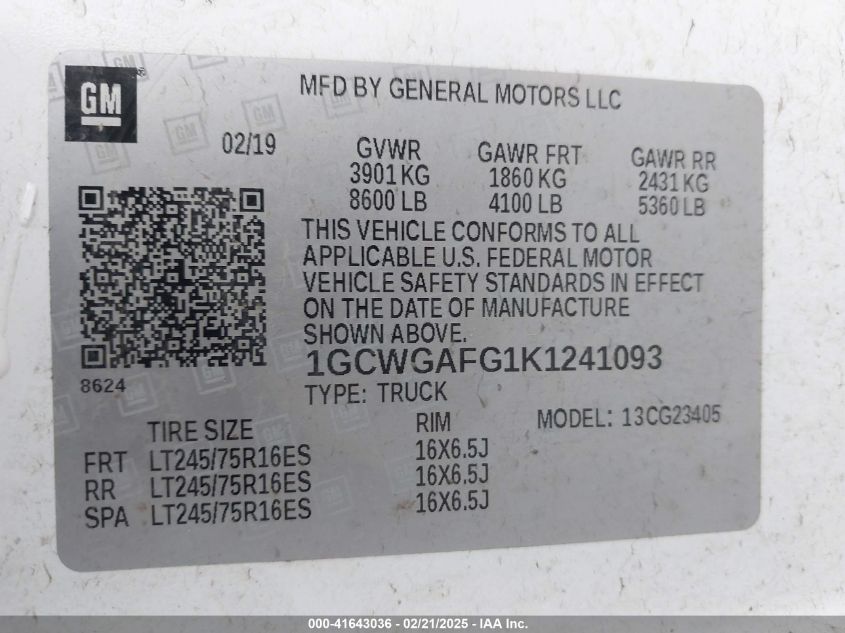 GM
MFD BY GENERAL MOTORS LLC
02/19
GVWR GAWR FRT GAWR RR
3901 KG 1860 KG 2431 KG
8600 LB 4100 LB 5360 LB
THIS VEHICLE CONFORMS TO ALL
APPLICABLE U.S. FEDERAL MOTOR
VEHICLE SAFETY STANDARDS IN EFFECT
ON THE DATE OF MANUFACTURE
SHOWN ABOVE.
1GCWGAFG1K1241093
8624
TYPE: TRUCK
MODEL: 13CG23405
TIRE SIZE RIM
FRT LT245/75R16ES 16X6.5J
RR LT245/75R16ES 16X6.5J
SPA LT245/75R16ES 16X6.5J
000-41643036 - 02/21/2025 - IAA Inc.